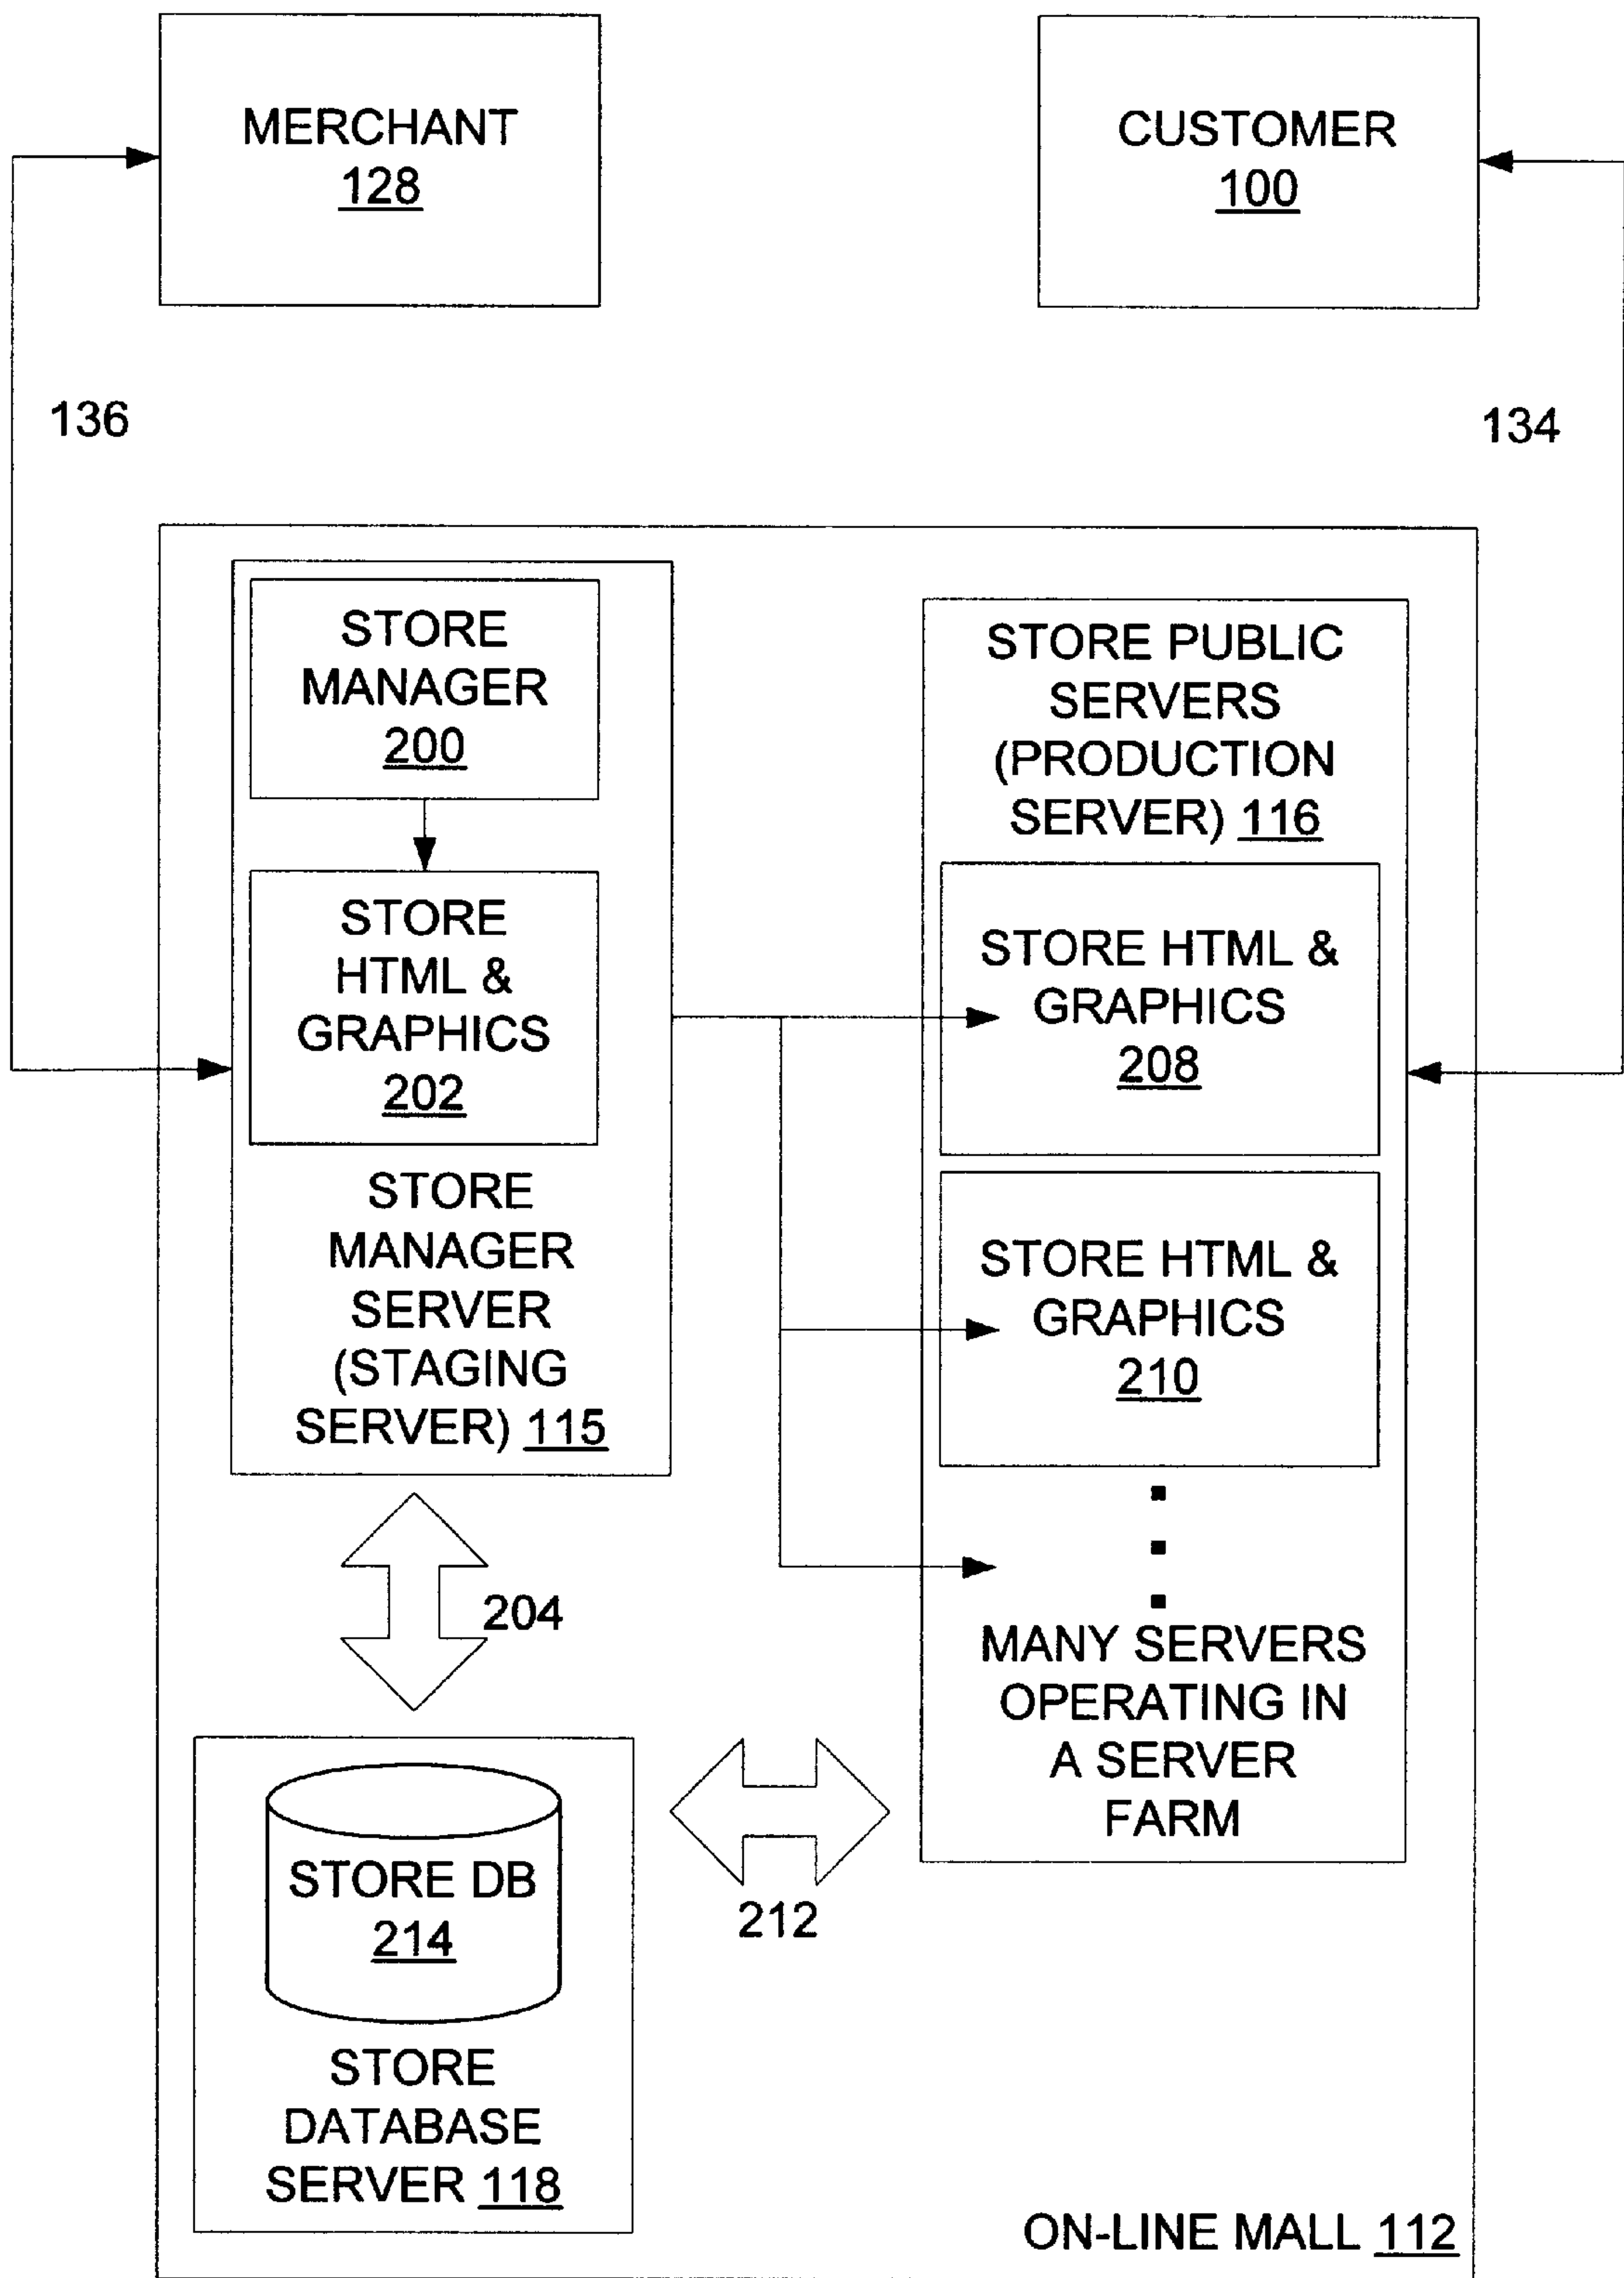 MERCHANT
128
CUSTOMER
100
136
134
STORE
MANAGER
200
STORE
HTML &
GRAPHICS
202
STORE
MANAGER
SERVER
(STAGING
SERVER) 115
STORE PUBLIC
SERVERS
(PRODUCTION
SERVER) 116
STORE HTML &
GRAPHICS
208
STORE HTML &
GRAPHICS
210
MANY SERVERS
OPERATING IN
A SERVER
FARM
204
212
STORE DB
214
STORE
DATABASE
SERVER 118
ON-LINE MALL 112